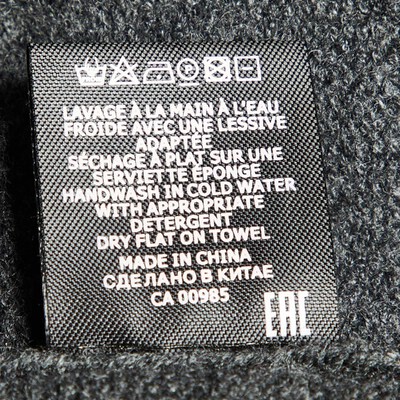 LAVAGE À LA MAIN À L'EAU
FROIDE AVEC UNE LESSIVE
ADAPTÉE
SÉCHAGE À PLAT SUR UNE
SERVIETTE ÉPONGE
HANDWASH IN COLD WATER
WITH APPROPRIATE
DETERGENT
DRY FLAT ON TOWEL
MADE IN CHINA
СДЕЛАНО В КИТАЕ
CA 00985
EAC